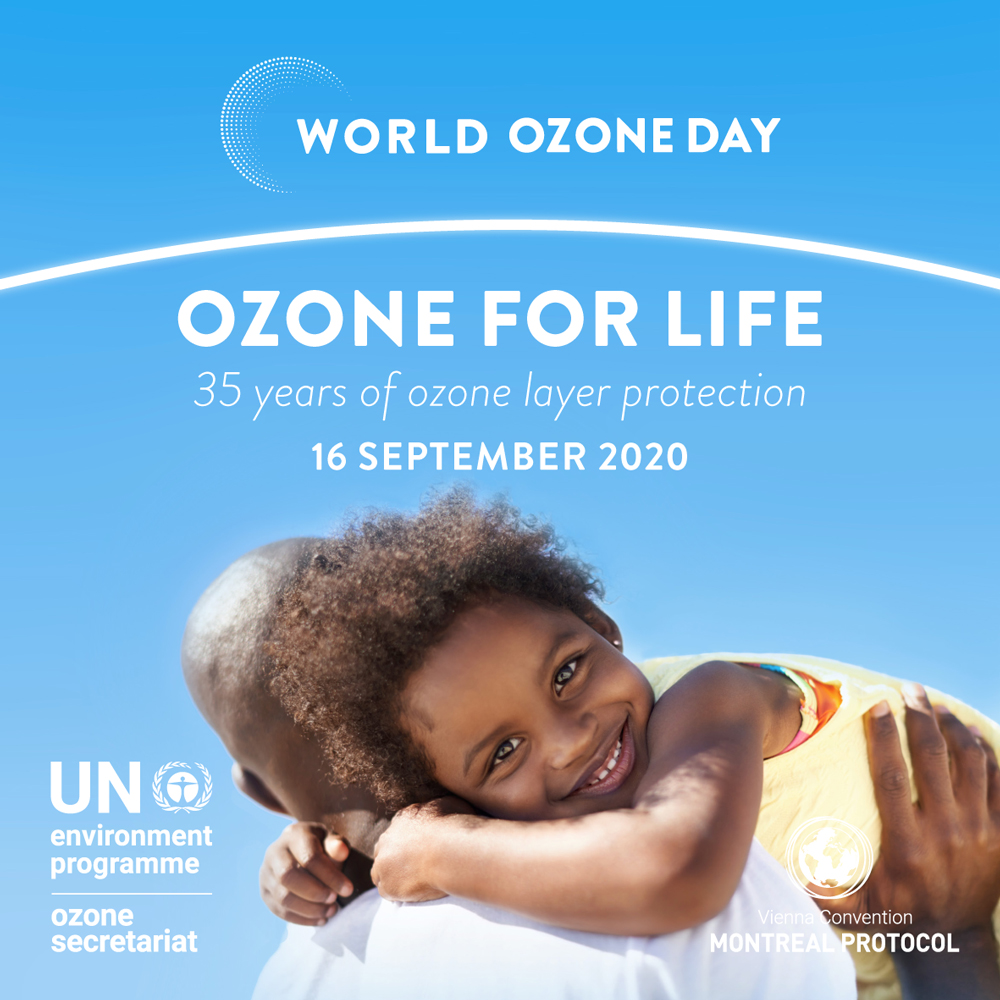 WORLD OZONE DAY
OZONE FOR LIFE
35 years of ozone layer protection
16 SEPTEMBER 2020
UN
environment
programme
ozone
secretariat
Vienna Convention
MONTREAL PROTOCOL